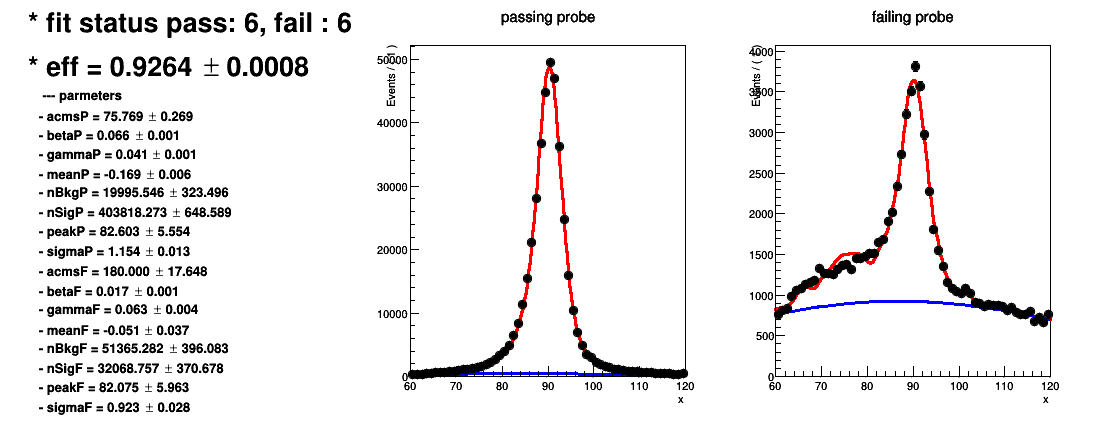 * fit status pass: 6, fail : 6
* eff = 0.9264 ± 0.0008
--- parmeters
- acmsP = 75.769 ± 0.269
- betaP = 0.066 ± 0.001
- gammaP = 0.041 ± 0.001
- meanP = -0.169 ± 0.006
- nBkgP = 19995.546 ± 323.496
- nSigP = 403818.273 ± 648.589
- peakP = 82.603 ± 5.554
- sigmaP = 1.154 ± 0.013
- acmsF = 180.000 ± 17.648
- betaF = 0.017 ± 0.001
- gammaF = 0.063 ± 0.004
- meanF = -0.051 ± 0.037
- nBkgF = 51365.282 ± 396.083
- nSigF = 32068.757 ± 370.678
- peakF = 82.075 ± 5.963
- sigmaF = 0.923 ± 0.028
passing probe
Events / ( 1 )
50000
40000
30000
20000
10000
0
60 70 80 90 100 110 120
x
failing probe
Events / (
4000
3500
3000
2500
2000
1500
1000
500
0
60 70 80 90 100 110 120
x